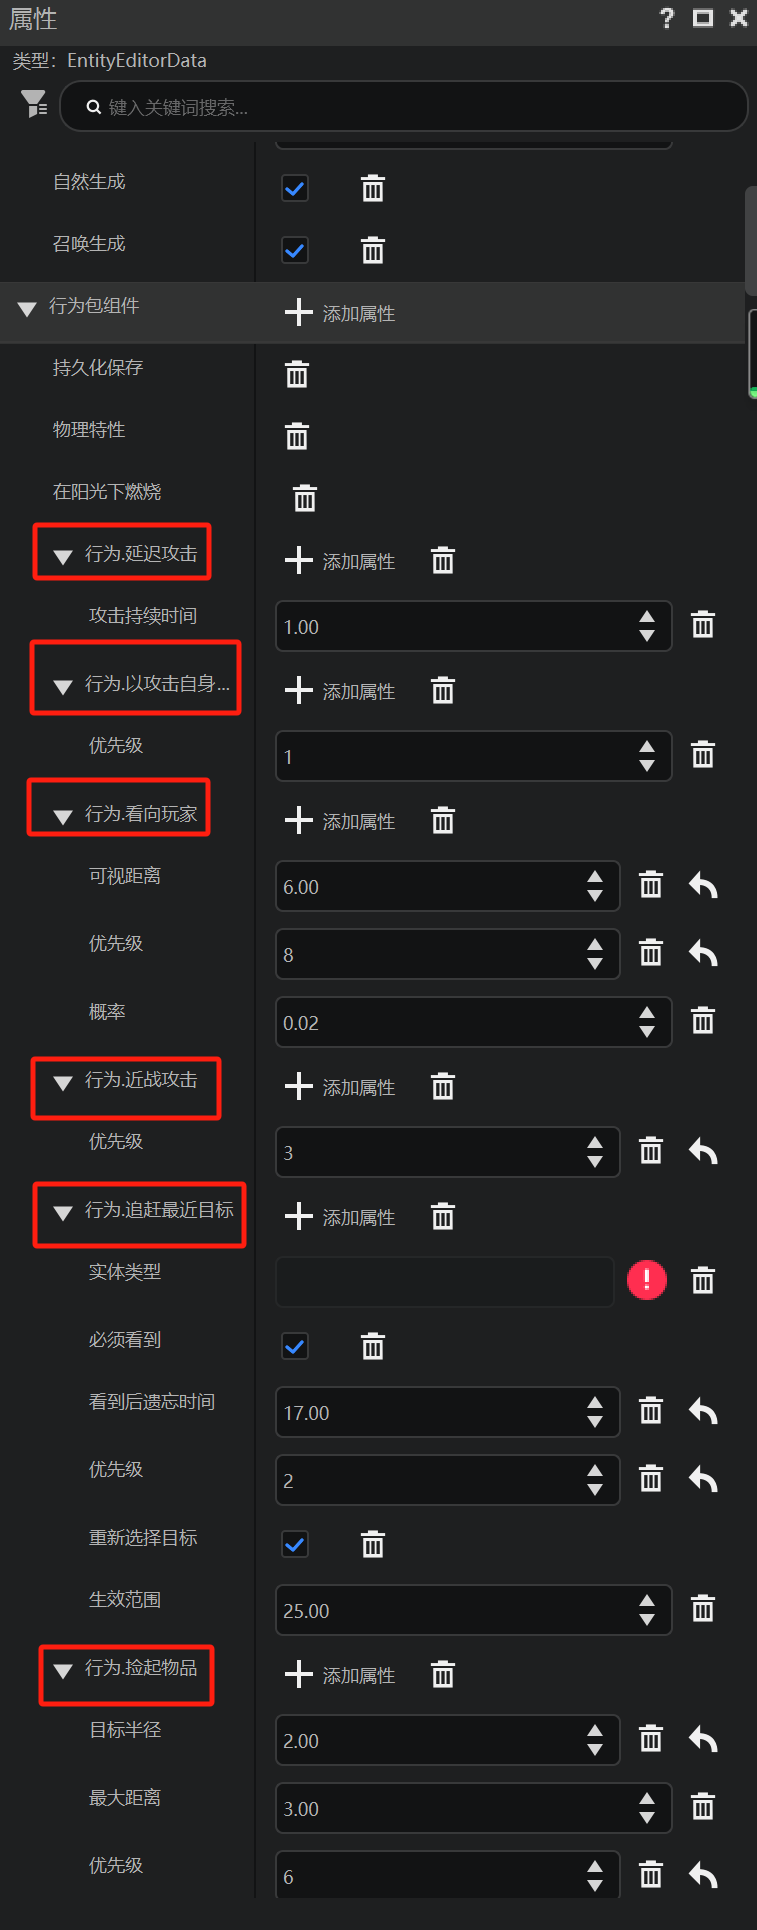 属性
类型：EntityEditorData
键入关键词搜索...
自然生成
召唤生成
行为包组件 添加属性
持久化保存
物理特性
在阳光下燃烧
行为.延迟攻击 添加属性
攻击持续时间 1.00
行为.以攻击自身... 添加属性
优先级 1
行为.看向玩家 添加属性
可视距离 6.00
优先级 8
概率 0.02
行为.近战攻击 添加属性
优先级 3
行为.追赶最近目标 添加属性
实体类型
必须看到
看到后遗忘时间 17.00
优先级 2
重新选择目标
生效范围 25.00
行为.捡起物品 添加属性
目标半径 2.00
最大距离 3.00
优先级 6